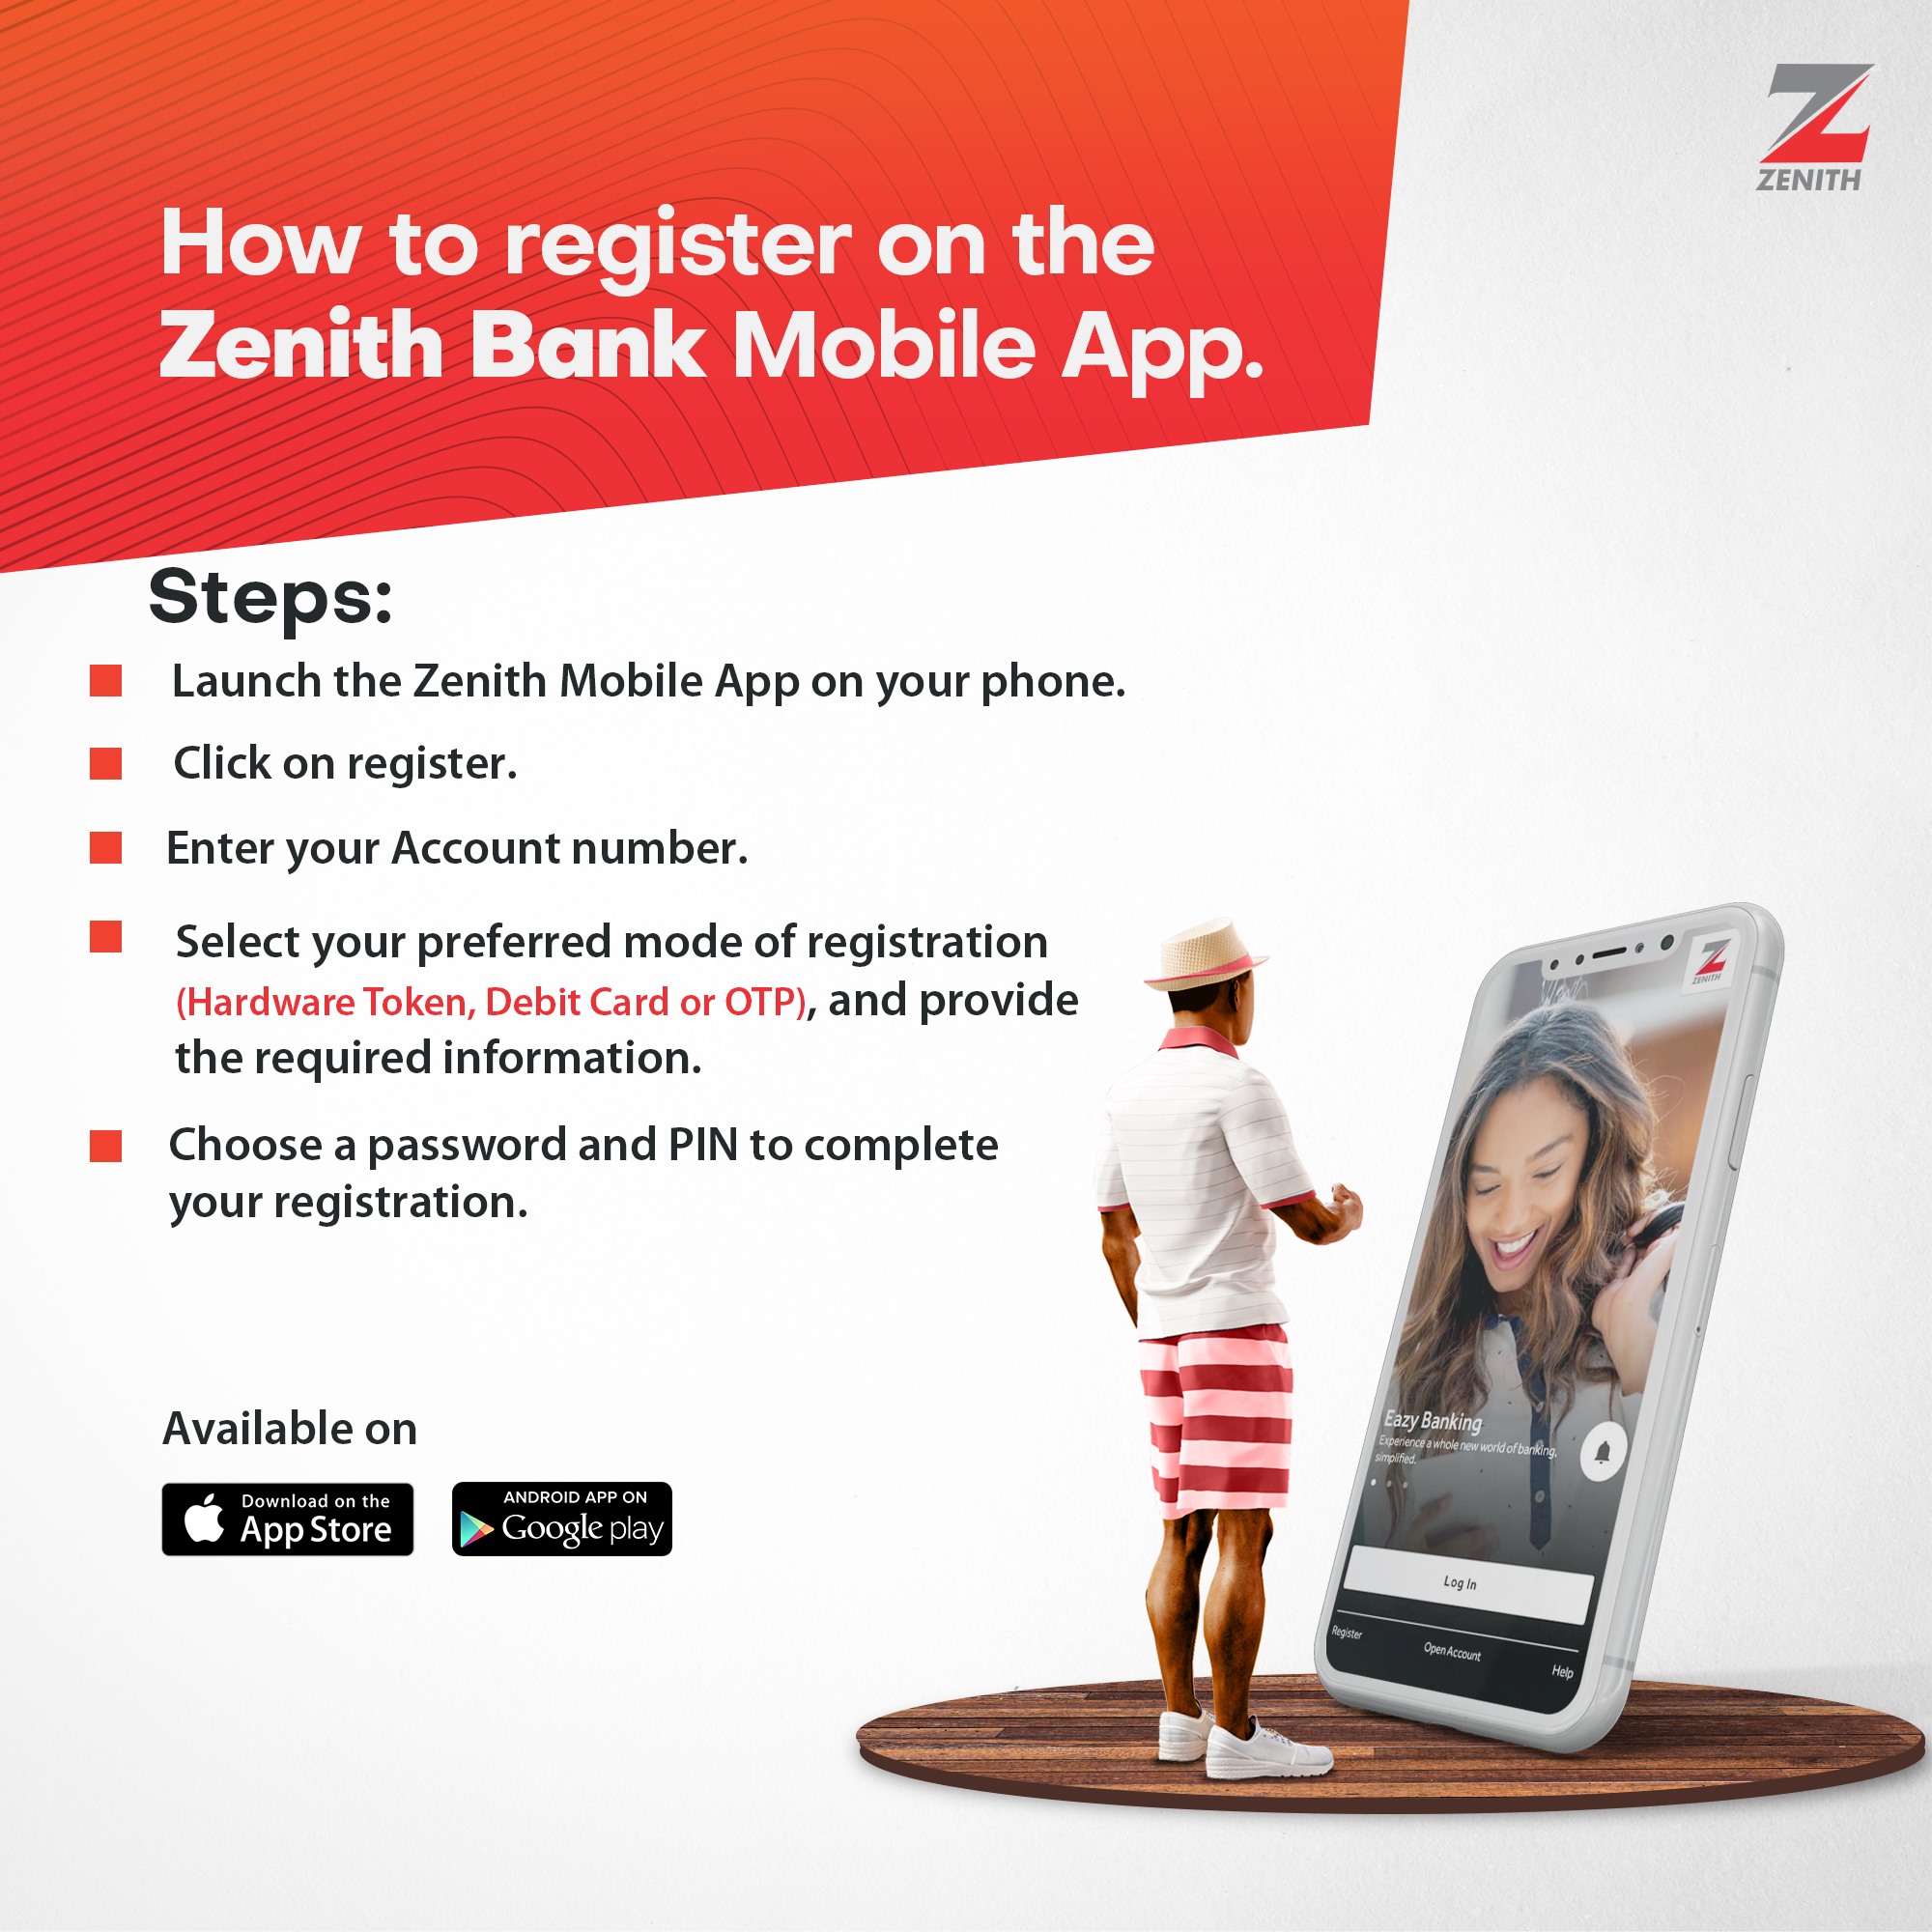 ZENITH
How to register on the
Zenith Bank Mobile App.
Steps:
Launch the Zenith Mobile App on your phone.
Click on register.
Enter your Account number.
Select your preferred mode of registration
(Hardware Token, Debit Card or OTP), and provide
the required information.
Choose a password and PIN to complete
your registration.
Available on
Download on the
App Store
ANDROID APP ON
Google play
ZENITH
Eazy Banking
Experience a whole new world of banking,
simplified.
Log In
Register
Open Account
Help